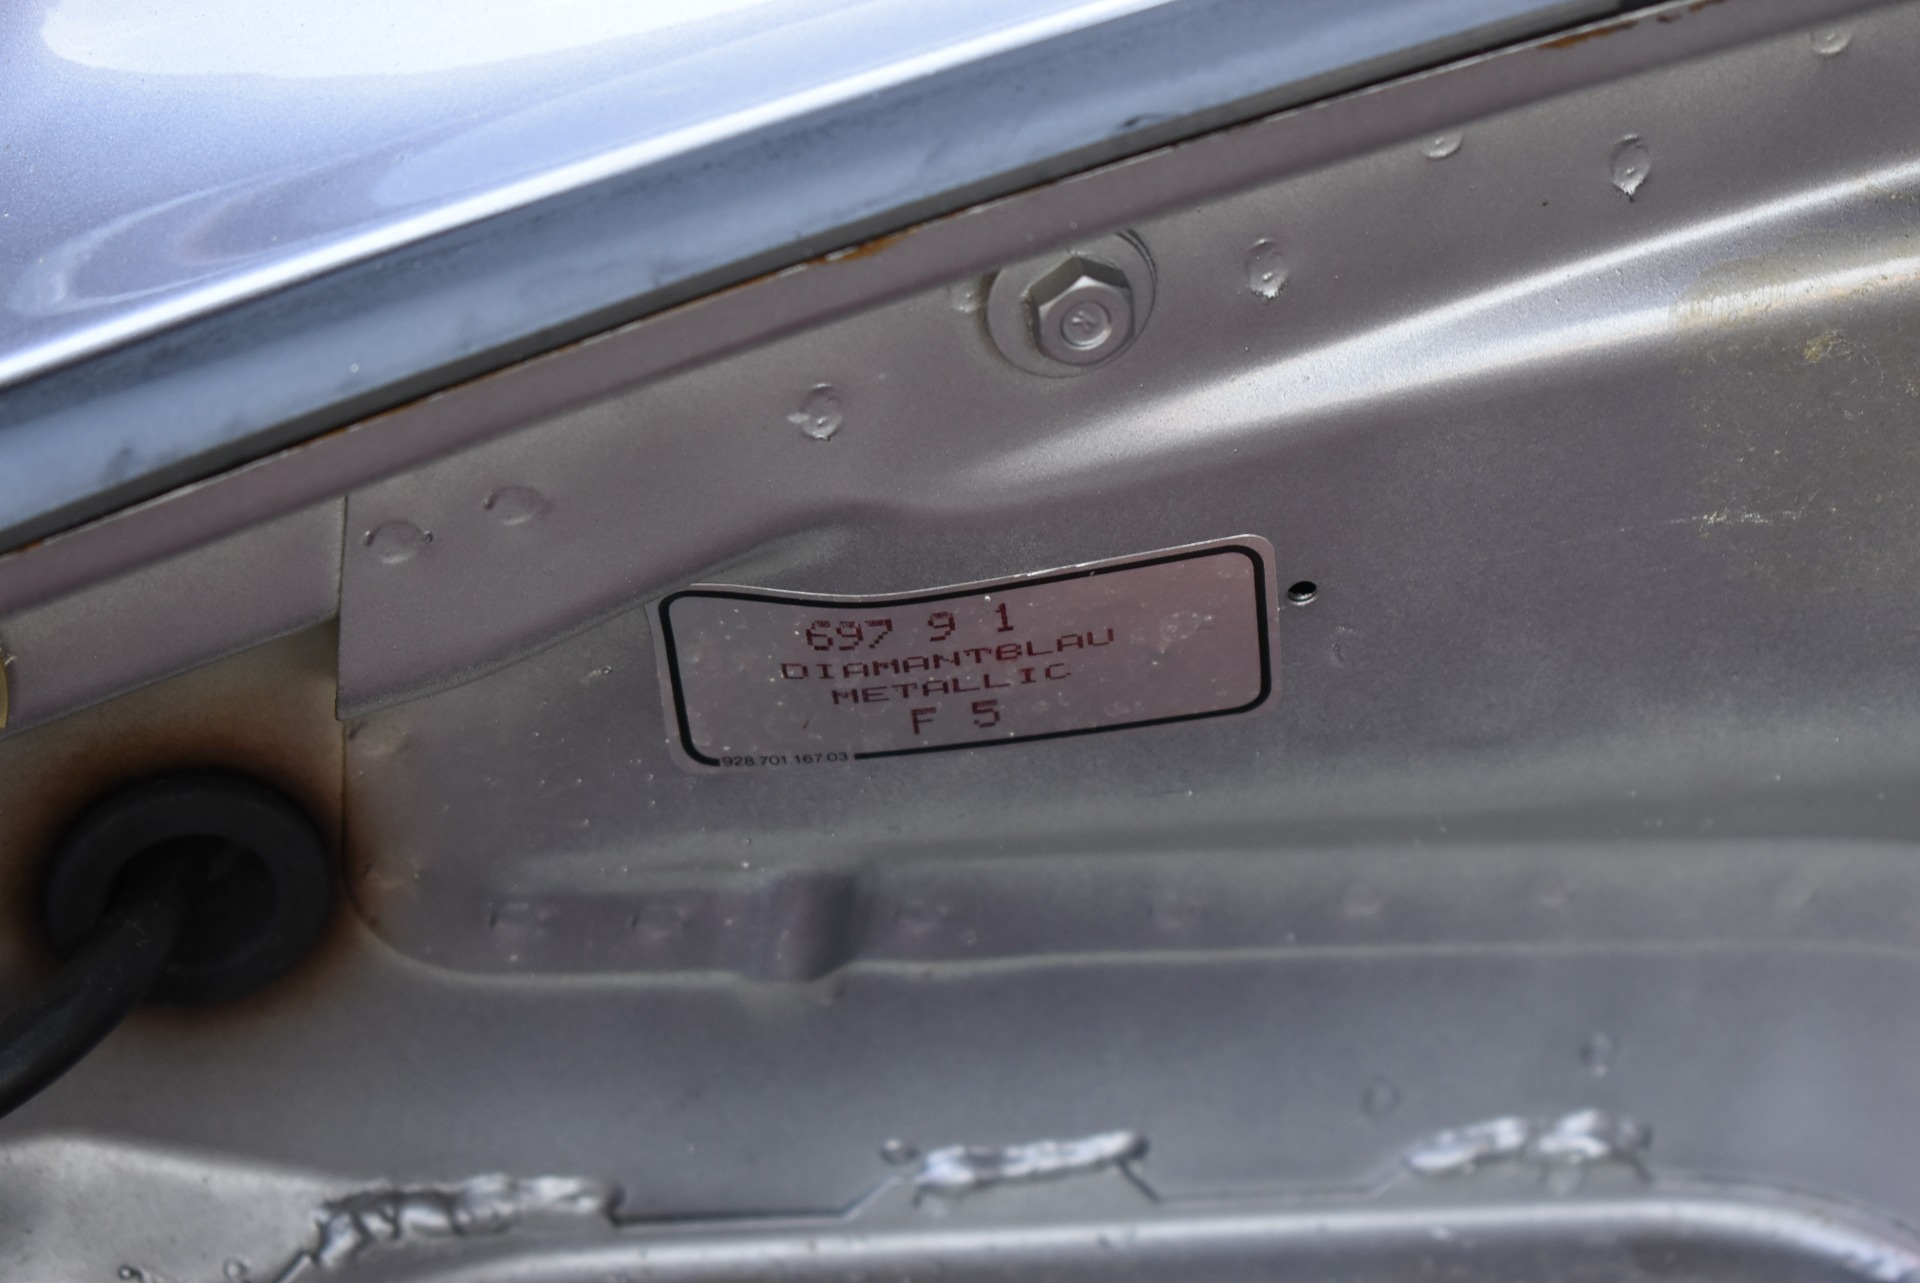 697 9 1
DIAMANTBLAU
METALLIC
F 5
928.701.167.03